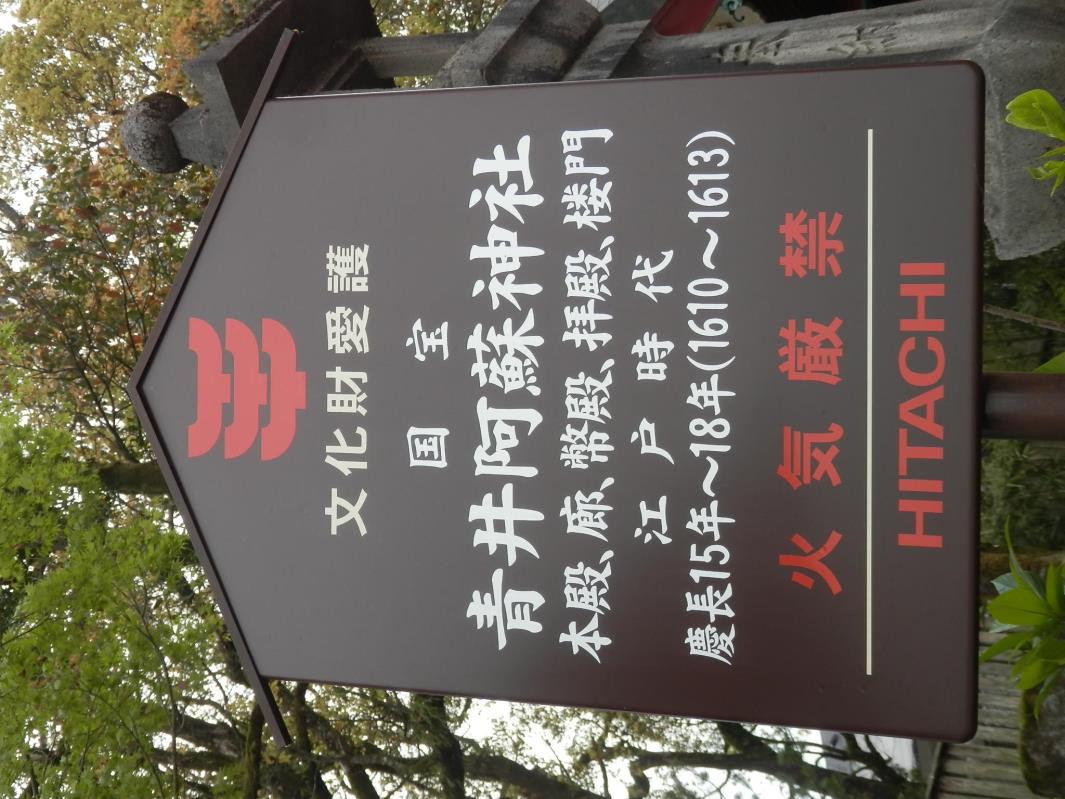 文化財愛護
国宝
青井阿蘇神社
本殿、廊、幣殿、拝殿、楼門
江戸時代
慶長15年～18年(1610～1613)
火気厳禁
HITACHI